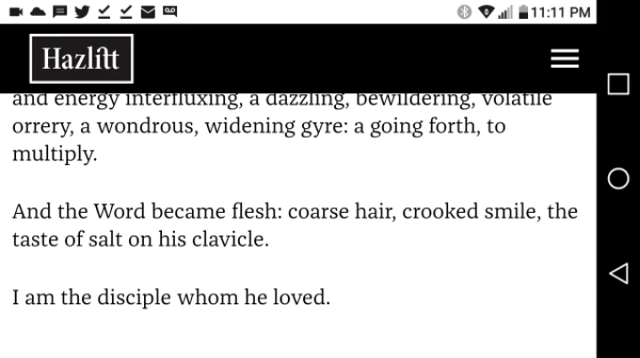 11:11 PM
Hazlitt
and energy interfluxing, a dazzling, bewildering, volatile
orrery, a wondrous, widening gyre: a going forth, to
multiply.
And the Word became flesh: coarse hair, crooked smile, the
taste of salt on his clavicle.
I am the disciple whom he loved.